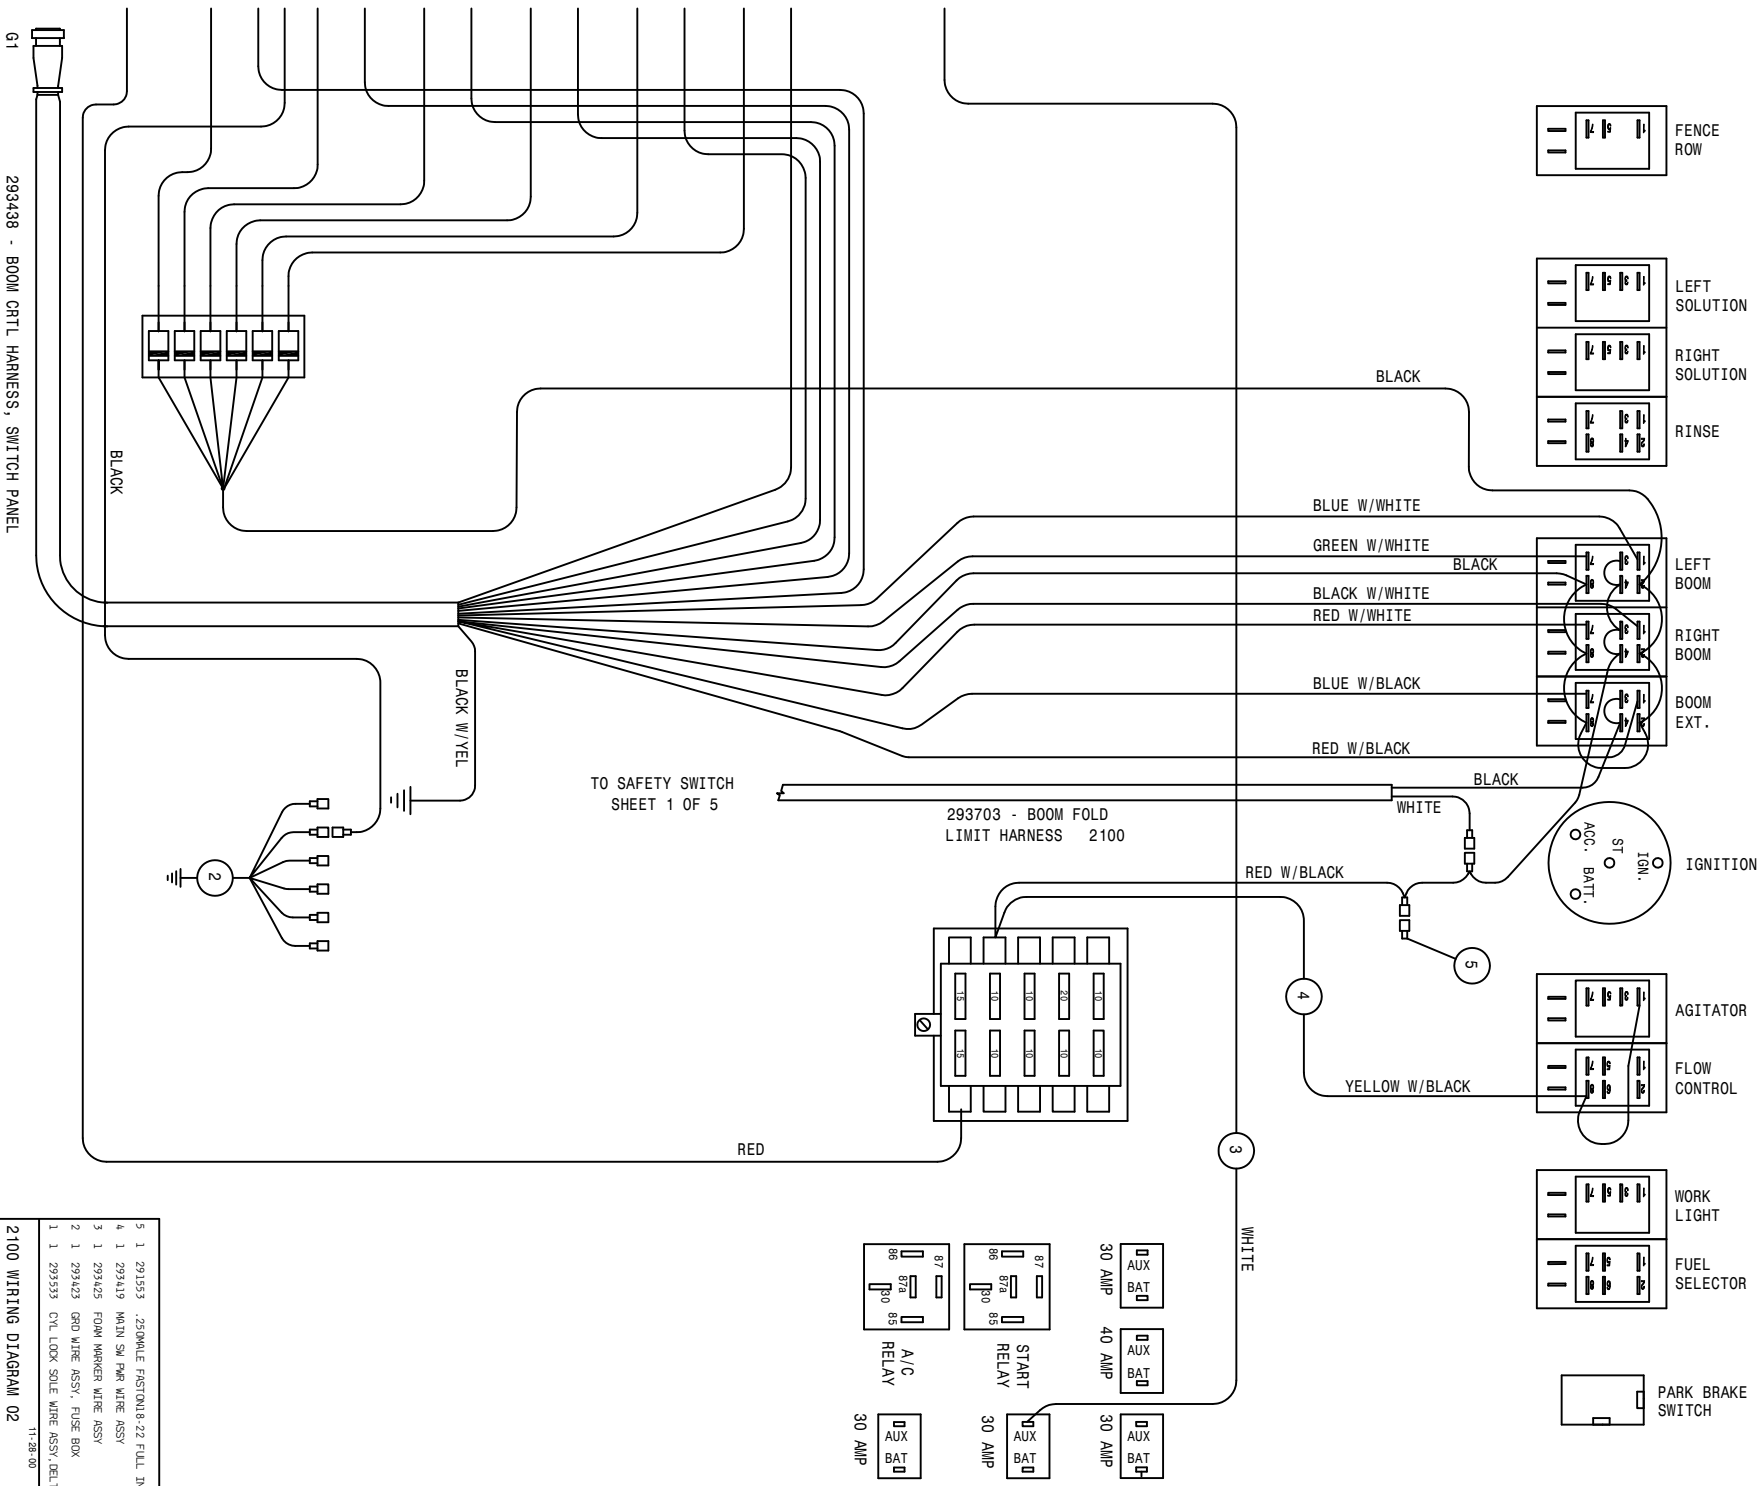 G1
293438 - BOOM CRTL HARNESS, SWITCH PANEL
BLACK
BLACK W/YEL
FENCE
ROW
LEFT
SOLUTION
RIGHT
SOLUTION
RINSE
BLACK
BLUE W/WHITE
GREEN W/WHITE
BLACK
BLACK W/WHITE
RED W/WHITE
BLUE W/BLACK
RED W/BLACK
LEFT
BOOM
RIGHT
BOOM
BOOM
EXT.
TO SAFETY SWITCH
SHEET 1 OF 5
293703 - BOOM FOLD
LIMIT HARNESS 2100
BLACK
WHITE
RED W/BLACK
IGNITION
IGN.
ST
ACC. BATT.
2
5
4
3
15 10 10 20 10
15 10 10 10 10
YELLOW W/BLACK
AGITATOR
FLOW
CONTROL
RED
WHITE
WORK
LIGHT
FUEL
SELECTOR
PARK BRAKE
SWITCH
86 87 87a 30 85
A/C
RELAY
86 87 87a 30 85
START
RELAY
30 AMP
AUX
BAT
40 AMP
AUX
BAT
30 AMP
AUX
BAT
30 AMP
AUX
BAT
30 AMP
AUX
BAT
5 1 291553 .250MALE FASTON18-22 FULL IN
4 1 293419 MAIN SW PWR WIRE ASSY
3 1 293425 FOAM MARKER WIRE ASSY
2 1 293423 GRD WIRE ASSY, FUSE BOX
1 1 293533 CYL LOCK SOLE WIRE ASSY, DELT
11-28-00
2100 WIRING DIAGRAM 02